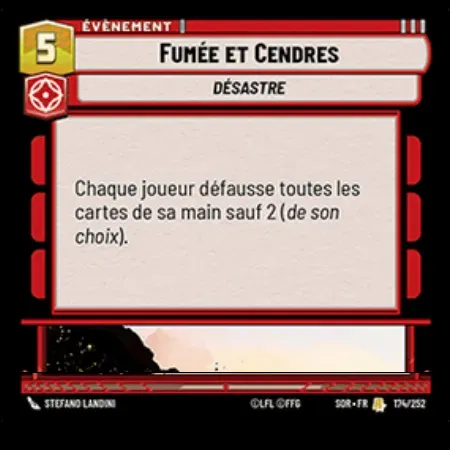 ÉVÈNEMENT
5
FUMÉE ET CENDRES
DÉSASTRE
Chaque joueur défausse toutes les
cartes de sa main sauf 2 (de son
choix).
STEFANO LANDINI ©LFL ©FFG SOR•FR 174/252